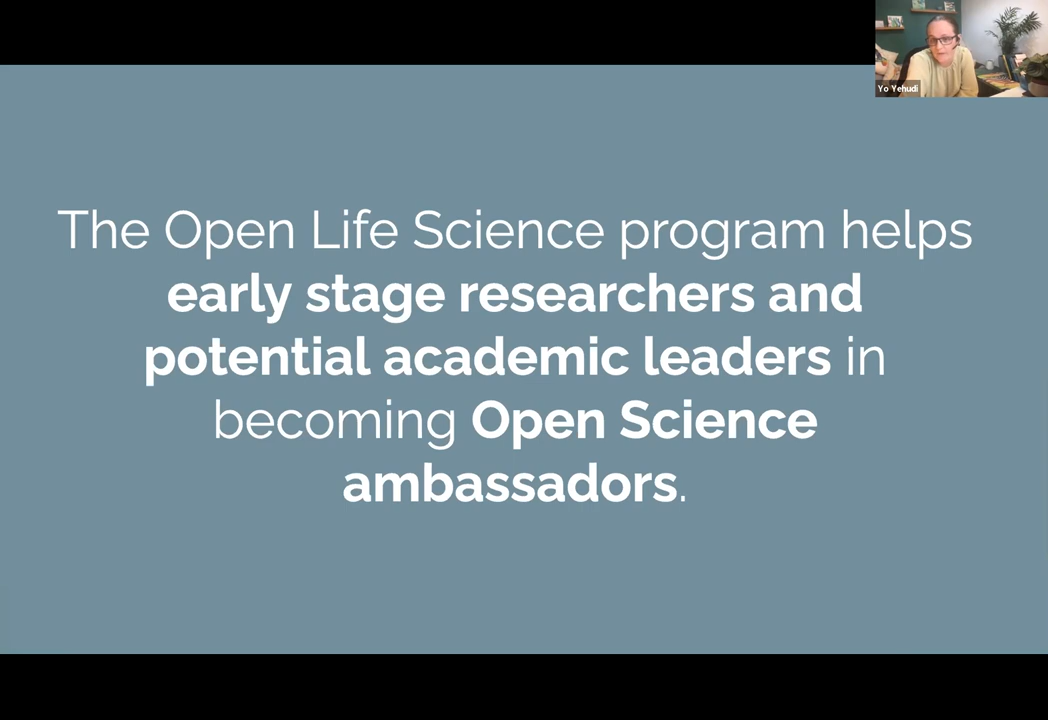 Yo Yehudi
The Open Life Science program helps
early stage researchers and
potential academic leaders in
becoming Open Science
ambassadors.